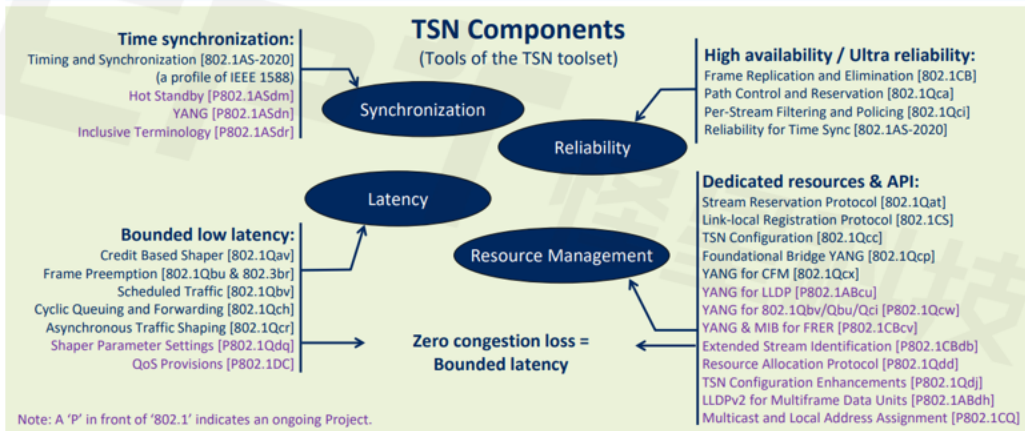 TSN Components
(Tools of the TSN toolset)
Time synchronization:
Timing and Synchronization [802.1AS-2020]
(a profile of IEEE 1588)
Hot Standby [P802.1ASdm]
YANG [P802.1ASdn]
Inclusive Terminology [P802.1ASdr]
Synchronization
High availability / Ultra reliability:
Frame Replication and Elimination [802.1CB]
Path Control and Reservation [802.1Qca]
Per-Stream Filtering and Policing [802.1Qci]
Reliability for Time Sync [802.1AS-2020]
Reliability
Latency
Bounded low latency:
Credit Based Shaper [802.1Qav]
Frame Preemption [802.1Qbu & 802.3br]
Scheduled Traffic [802.1Qbv]
Cyclic Queuing and Forwarding [802.1Qch]
Asynchronous Traffic Shaping [802.1Qcr]
Shaper Parameter Settings [P802.1Qdq]
QoS Provisions [P802.1DC]
Resource Management
Dedicated resources & API:
Stream Reservation Protocol [802.1Qat]
Link-local Registration Protocol [802.1CS]
TSN Configuration [802.1Qcc]
Foundational Bridge YANG [802.1Qcp]
YANG for CFM [802.1Qcx]
YANG for LLDP [P802.1ABcu]
YANG for 802.1Qbv/Qbu/Qci [P802.1Qcw]
YANG & MIB for FRER [P802.1CBcv]
Extended Stream Identification [P802.1CBdb]
Resource Allocation Protocol [P802.1Qdd]
TSN Configuration Enhancements [P802.1Qdj]
LLDPv2 for Multiframe Data Units [P802.1ABdh]
Multicast and Local Address Assignment [P802.1CQ]
Zero congestion loss =
Bounded latency
Note: A ‘P’ in front of ‘802.1’ indicates an ongoing Project.